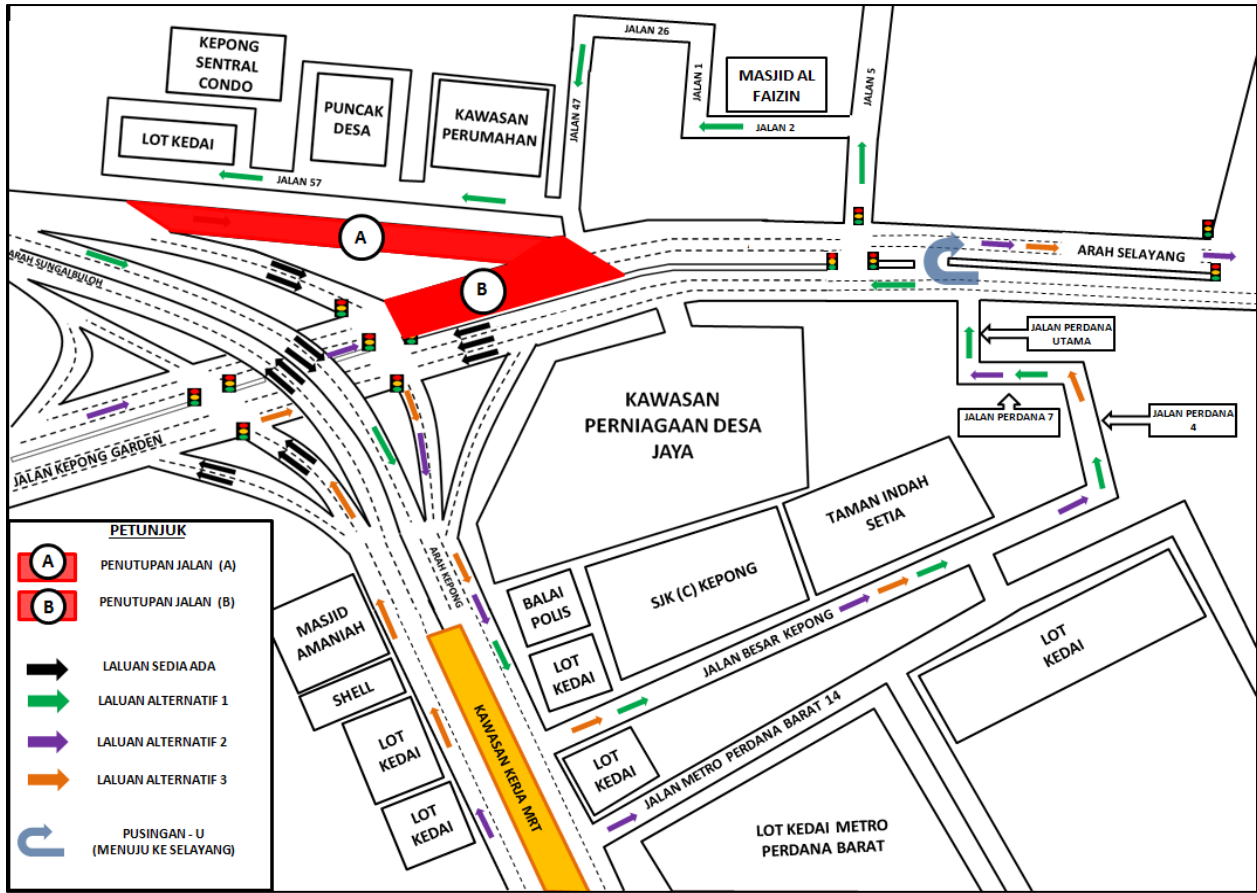 KEPONG
SENTRAL
CONDO
LOT KEDAI
PUNCAK
DESA
KAWASAN
PERUMAHAN
JALAN 57
JALAN 26
JALAN 47
JALAN 1
MASJID AL
FAIZIN
JALAN 2
JALAN 5
A
B
ARAH SUNGAIBULOH
ARAH SELAYANG
JALAN PERDANA
UTAMA
JALAN PERDANA 7
JALAN PERDANA
4
KAWASAN
PERNIAGAAN DESA
JAYA
TAMAN INDAH
SETIA
SJK (C) KEPONG
BALAI
POLIS
LOT
KEDAI
JALAN KEPONG GARDEN
ARAH KEPONG
MASJID
AMANIAH
SHELL
LOT
KEDAI
LOT
KEDAI
KAWASAN KERJA MRT
JALAN BESAR KEPONG
JALAN METRO PERDANA BARAT 14
LOT
KEDAI
LOT
KEDAI
LOT KEDAI METRO
PERDANA BARAT
PETUNJUK
A PENUTUPAN JALAN (A)
B PENUTUPAN JALAN (B)
LALUAN SEDIA ADA
LALUAN ALTERNATIF 1
LALUAN ALTERNATIF 2
LALUAN ALTERNATIF 3
PUSINGAN - U
(MENUJU KE SELAYANG)